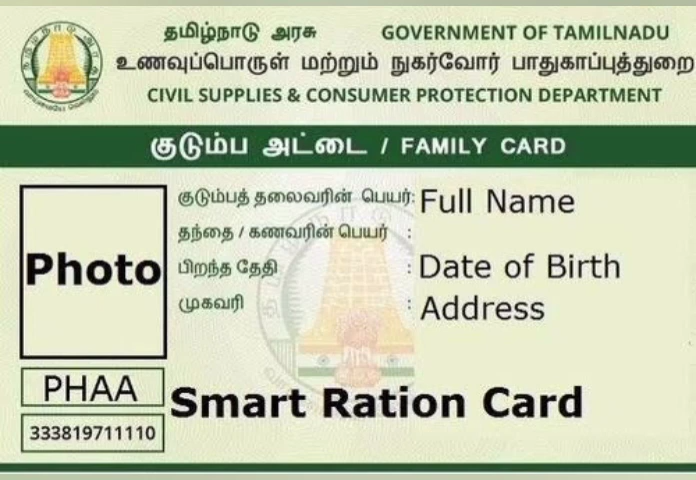 தமிழ்நாடு அரசு GOVERNMENT OF TAMILNADU
உணவுப்பொருள் மற்றும் நுகர்வோர் பாதுகாப்புத்துறை
CIVIL SUPPLIES & CONSUMER PROTECTION DEPARTMENT
குடும்ப அட்டை / FAMILY CARD
குடும்பத் தலைவரின் பெயர்: Full Name
தந்தை / கணவரின் பெயர் :
Photo
பிறந்த தேதி : Date of Birth
முகவரி : Address
PHAA
Smart Ration Card
333819711110